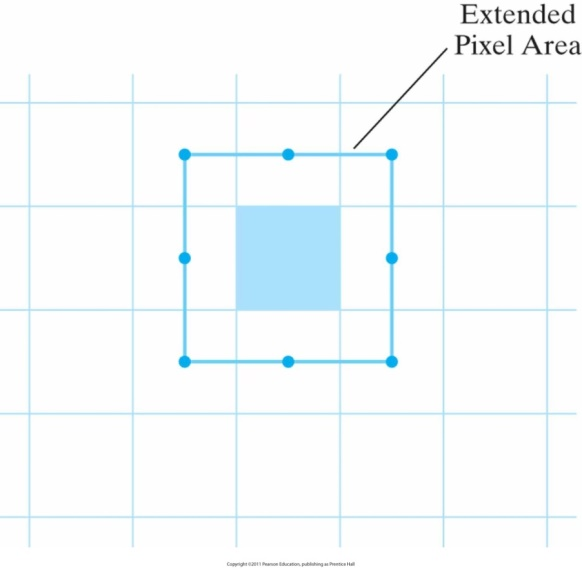 Extended
Pixel Area
Copyright ©2011 Pearson Education, publishing as Prentice Hall